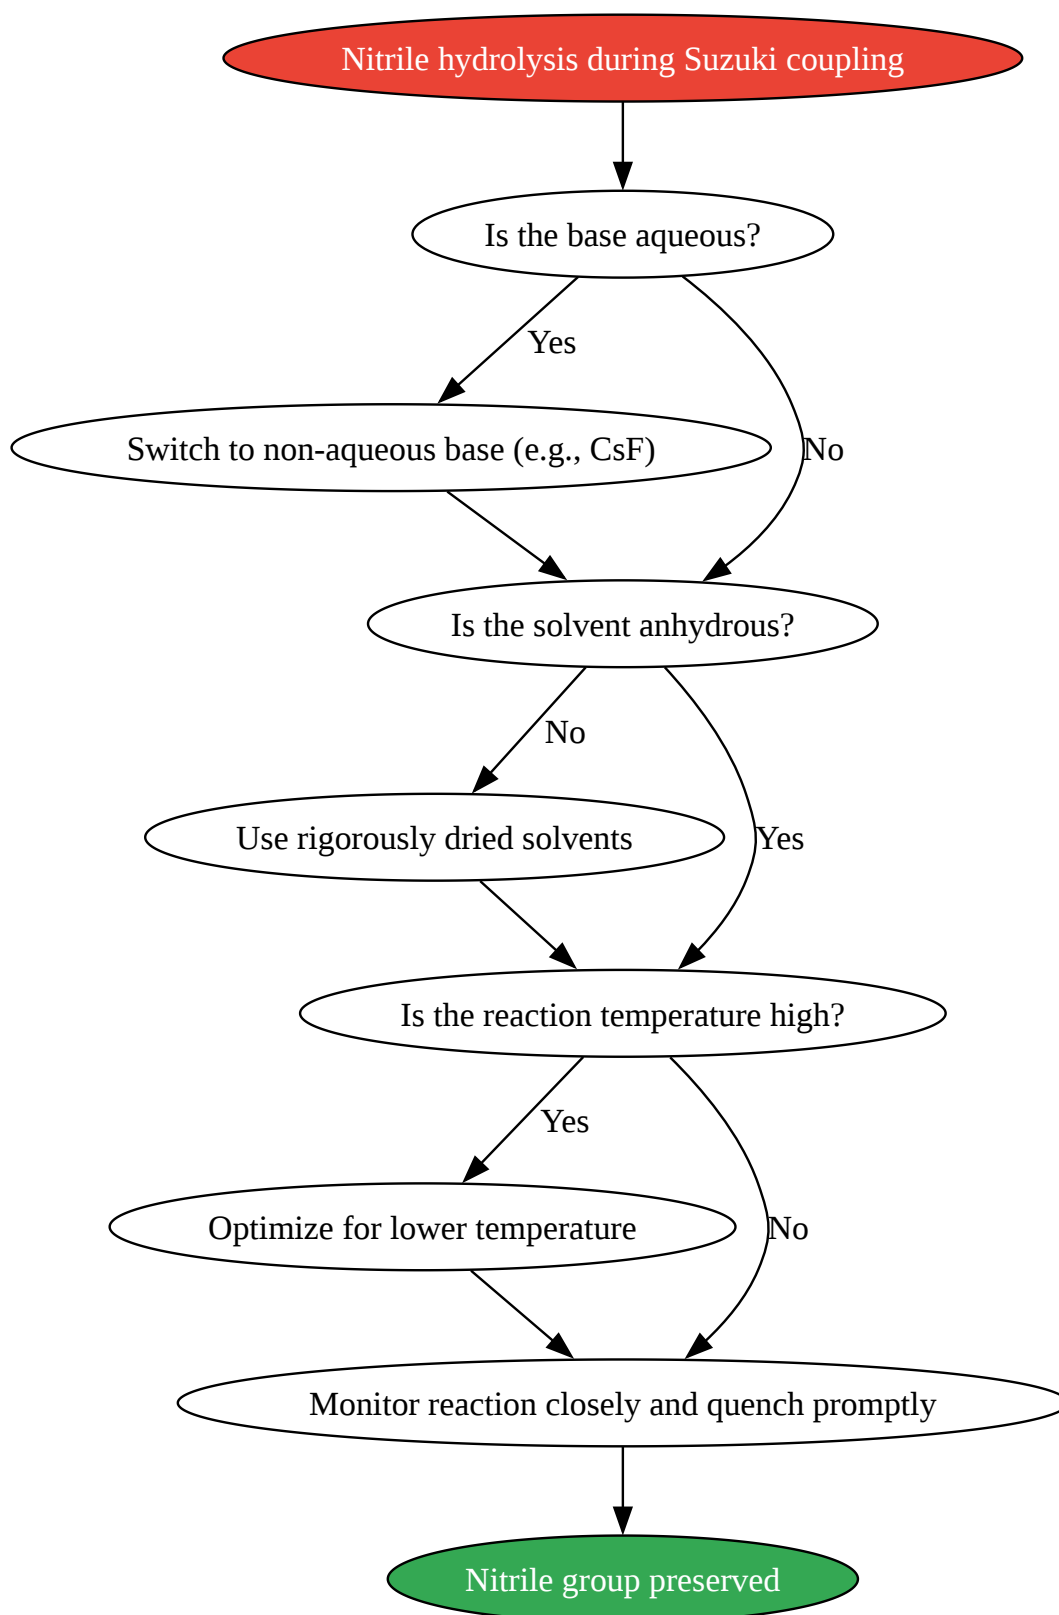 Nitrile hydrolysis during Suzuki coupling
Is the base aqueous?
Yes
Switch to non-aqueous base (e.g., CsF)
No
Is the solvent anhydrous?
No
Use rigorously dried solvents
Yes
Is the reaction temperature high?
Yes
Optimize for lower temperature
No
Monitor reaction closely and quench promptly
Nitrile group preserved